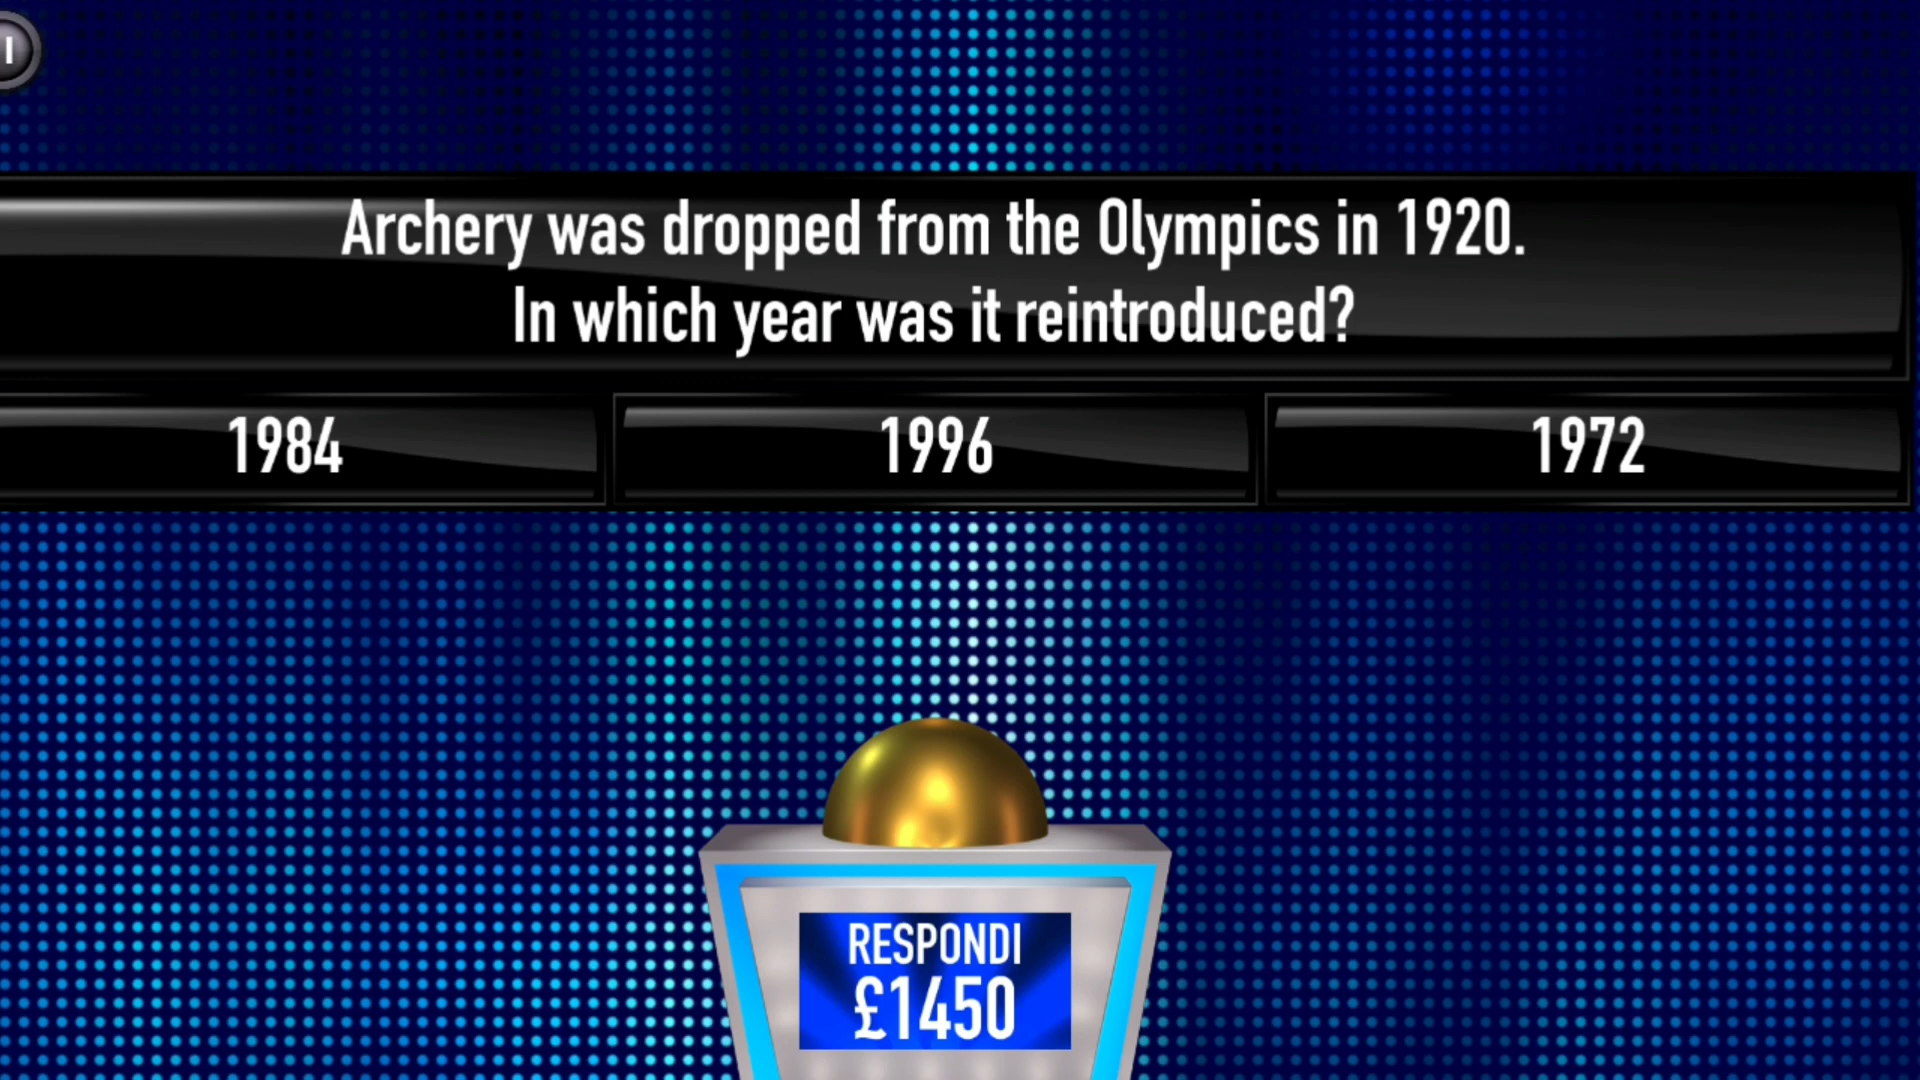 Archery was dropped from the Olympics in 1920.
In which year was it reintroduced?
1984
1996
1972
RESPONDI
£1450